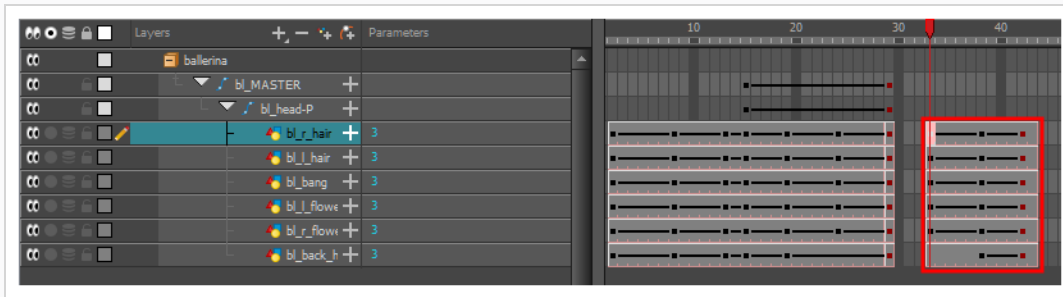 Layers Parameters 10 20 30 40
ballerina
bl_MASTER
bl_head-P
bl_r_hair 3
bl_l_hair 3
bl_bang 3
bl_l_flowe 3
bl_r_flowe 3
bl_back_h 3